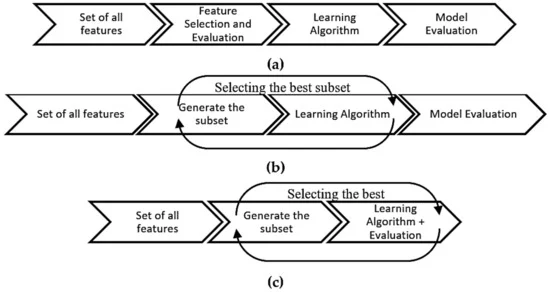 Set of all
features
Feature
Selection and
Evaluation
Learning
Algorithm
Model
Evaluation
(a)
Selecting the best subset
Set of all features
Generate the
subset
Learning Algorithm
Model Evaluation
(b)
Selecting the best
Set of all
features
Generate the
subset
Learning
Algorithm +
Evaluation
(c)